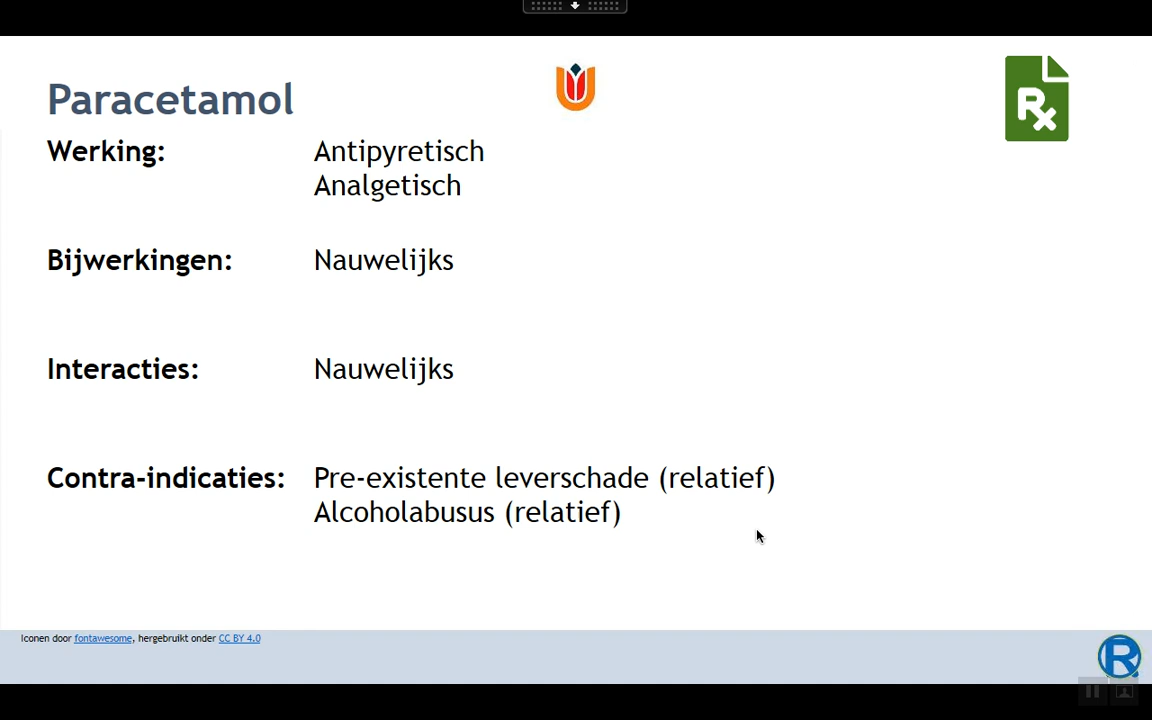 Paracetamol
Rx
Werking: Antipyretisch
Analgetisch
Bijwerkingen: Nauwelijks
Interacties: Nauwelijks
Contra-indicaties: Pre-existente leverschade (relatief)
Alcoholabusus (relatief)
Iconen door fontawesome, hergebruikt onder CC BY 4.0
R